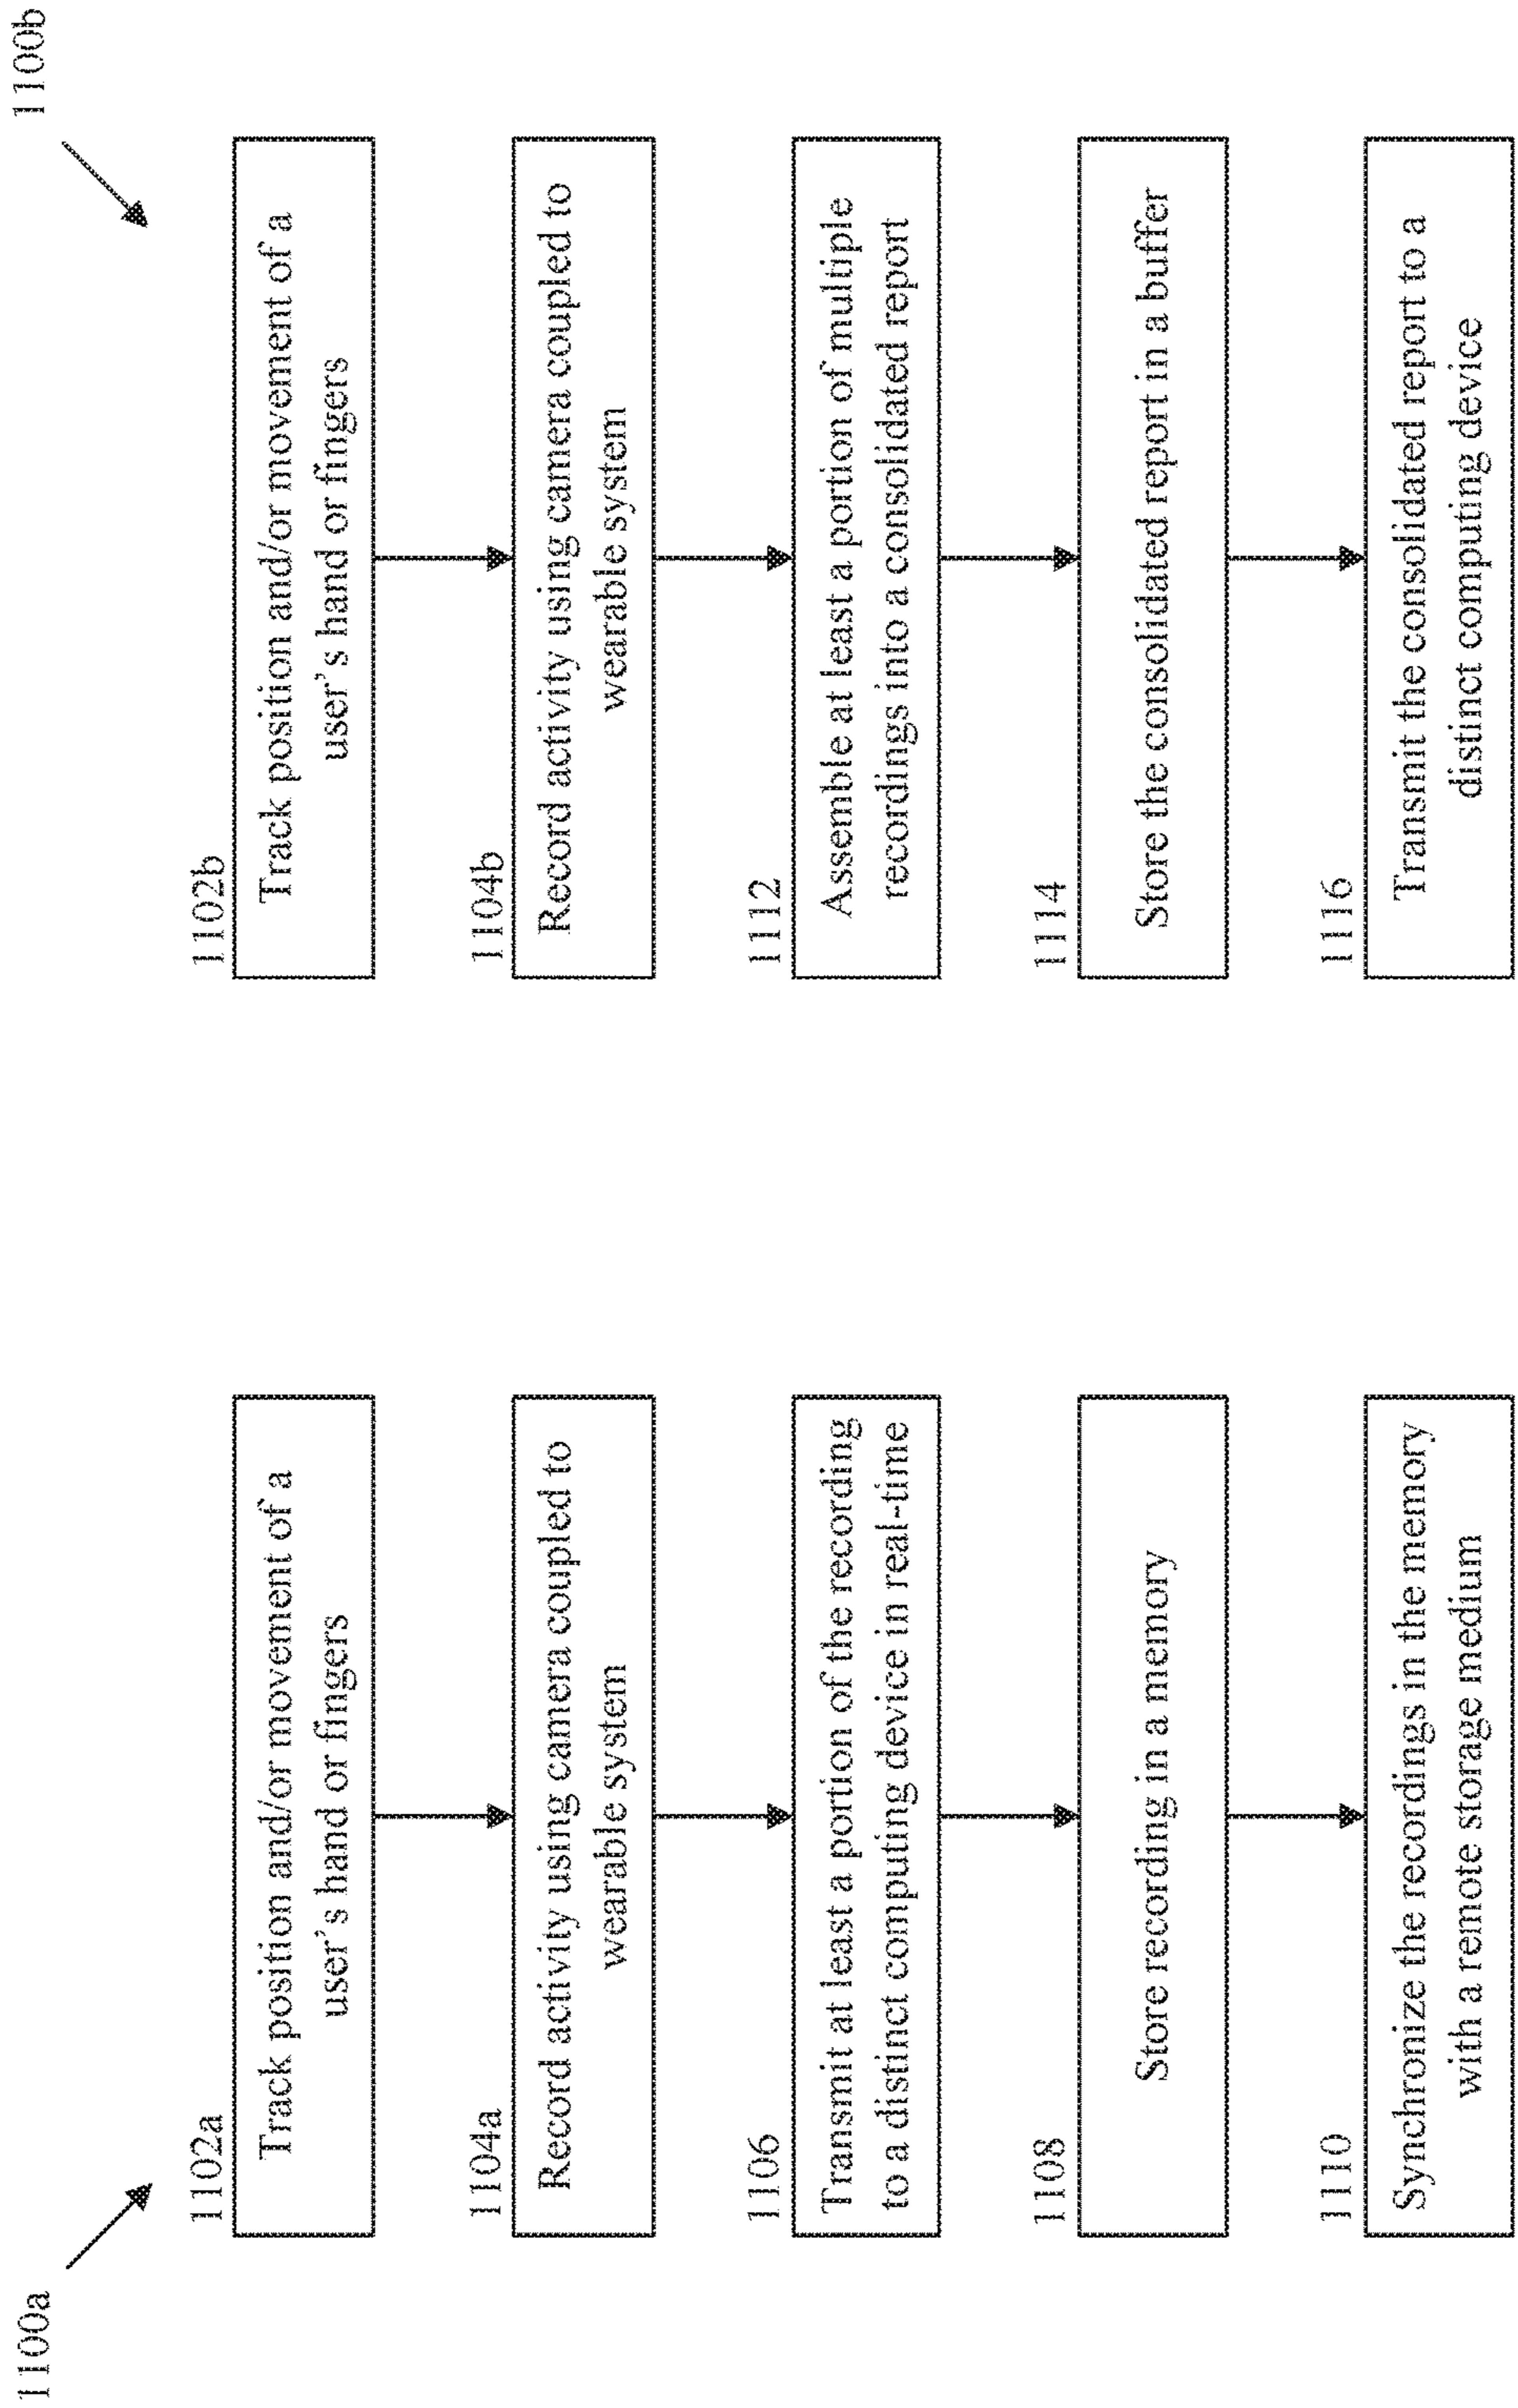 1100a
1102a
Track position and/or movement of a
user's hand or fingers
1104a
Record activity using camera coupled to
wearable system
1106
Transmit at least a portion of the recording
to a distinct computing device in real-time
1108
Store recording in a memory
1110
Synchronize the recordings in the memory
with a remote storage medium
1100b
1102b
Track position and/or movement of a
user's hand or fingers
1104b
Record activity using camera coupled to
wearable system
1112
Assemble at least a portion of multiple
recordings into a consolidated report
1114
Store the consolidated report in a buffer
1116
Transmit the consolidated report to a
distinct computing device